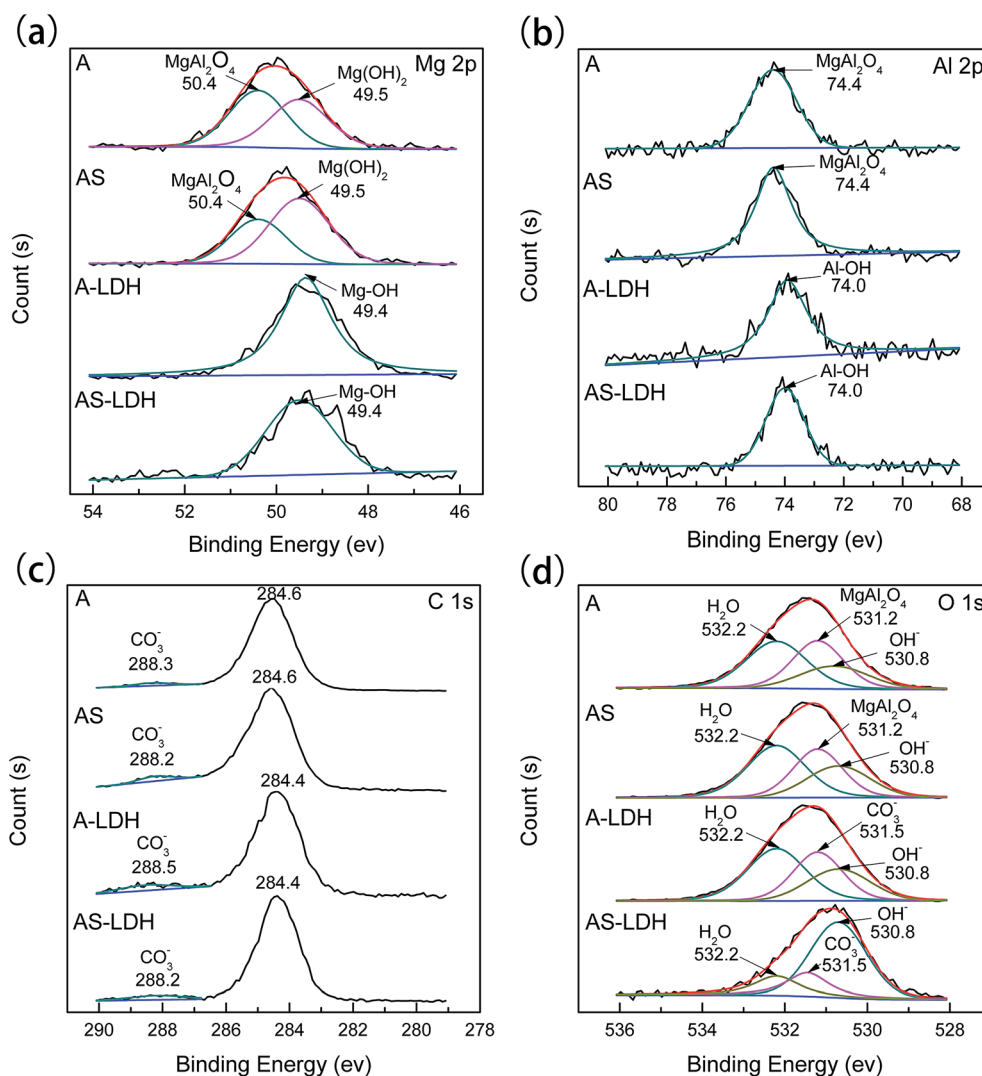 (a)
A
Mg 2p
MgAl₂O₄
50.4
Mg(OH)₂
49.5
AS
MgAl₂O₄
50.4
Mg(OH)₂
49.5
A-LDH
Mg-OH
49.4
AS-LDH
Mg-OH
49.4
Count (s)
54 52 50 48 46
Binding Energy (ev)
(b)
A
Al 2p
MgAl₂O₄
74.4
AS
MgAl₂O₄
74.4
A-LDH
Al-OH
74.0
AS-LDH
Al-OH
74.0
Count (s)
80 78 76 74 72 70 68
Binding Energy (ev)
(c)
A
C 1s
284.6
CO₃⁻
288.3
AS
284.6
CO₃⁻
288.2
A-LDH
284.4
CO₃⁻
288.5
AS-LDH
284.4
CO₃⁻
288.2
Count (s)
290 288 286 284 282 280 278
Binding Energy (ev)
(d)
A
O 1s
H₂O
532.2
MgAl₂O₄
531.2
OH⁻
530.8
AS
H₂O
532.2
MgAl₂O₄
531.2
OH⁻
530.8
A-LDH
H₂O
532.2
CO₃⁻
531.5
OH⁻
530.8
AS-LDH
H₂O
532.2
OH⁻
530.8
CO₃⁻
531.5
Count (s)
536 534 532 530 528
Binding Energy (ev)